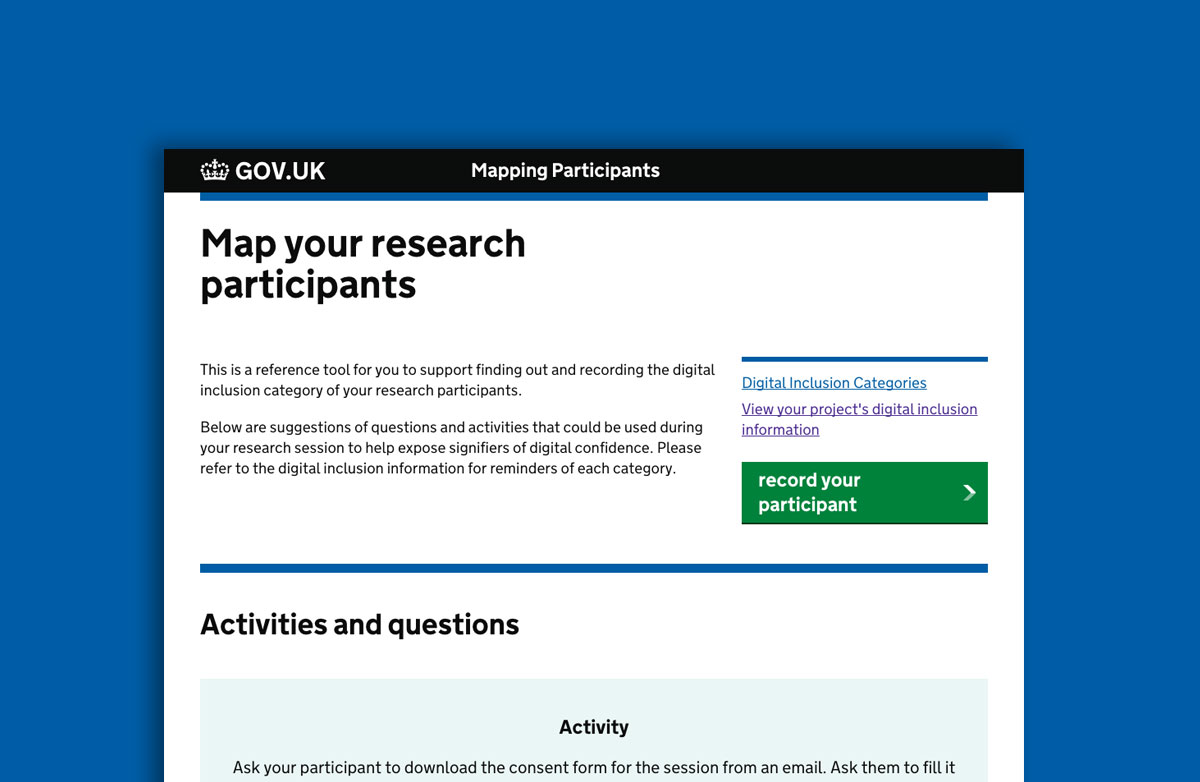 GOV.UK
Mapping Participants
Map your research
participants
This is a reference tool for you to support finding out and recording the digital
inclusion category of your research participants.
Below are suggestions of questions and activities that could be used during
your research session to help expose signifiers of digital confidence. Please
refer to the digital inclusion information for reminders of each category.
Digital Inclusion Categories
View your project's digital inclusion
information
record your
participant
Activities and questions
Activity
Ask your participant to download the consent form for the session from an email. Ask them to fill it